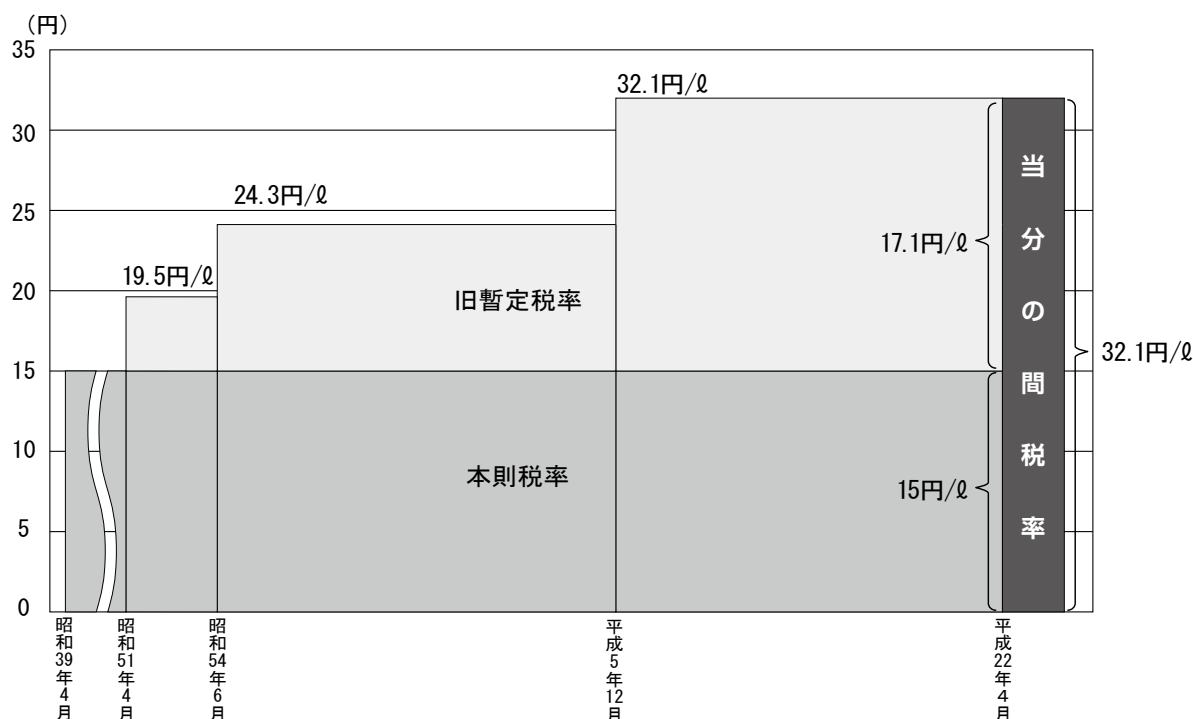 （円）
35
30
25
20
15
10
5
0
19.5円/ℓ
24.3円/ℓ
32.1円/ℓ
旧暫定税率
本則税率
17.1円/ℓ
15円/ℓ
当分の間税率
32.1円/ℓ
昭和39年4月
昭和51年4月
昭和54年6月
平成5年12月
平成22年4月